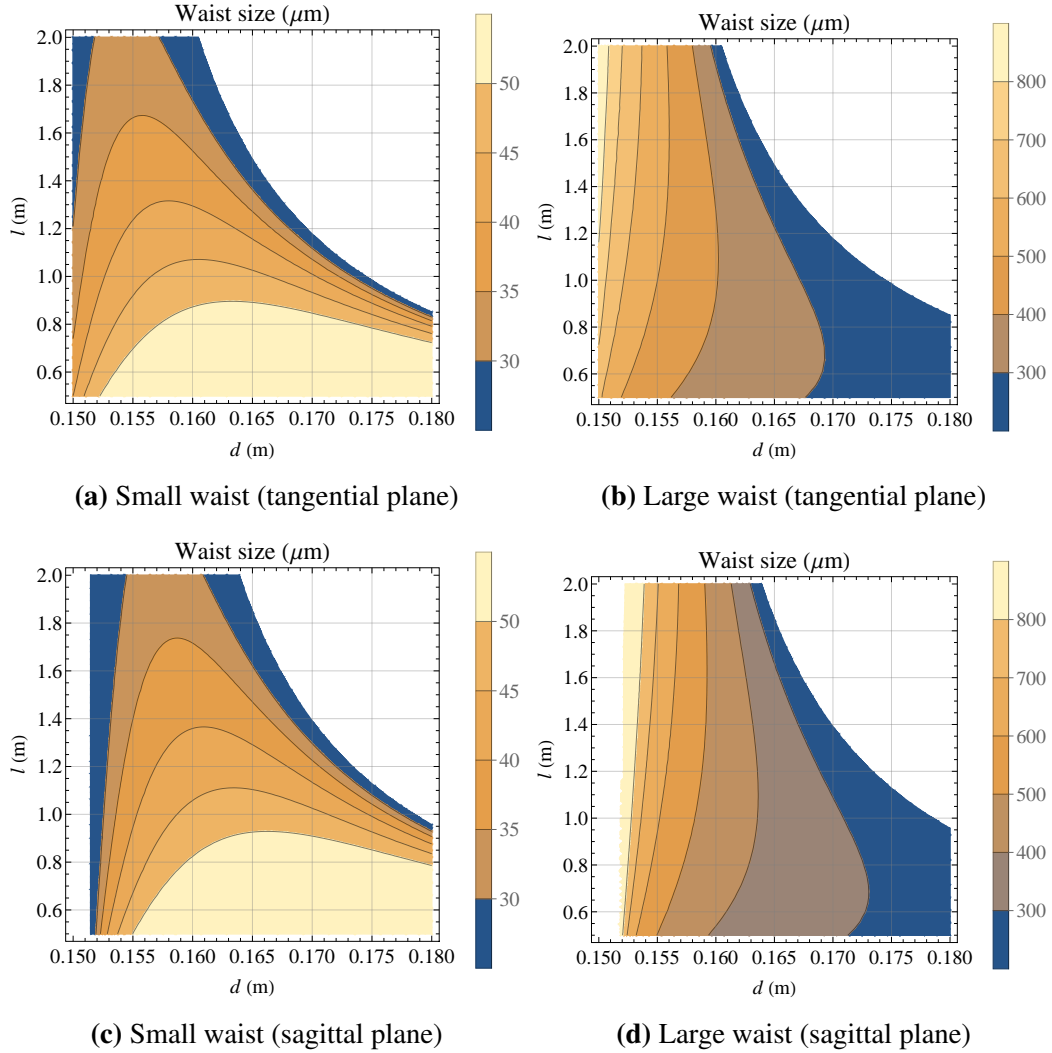 Waist size (μm)
2.0
1.8
1.6
1.4
1.2
1.0
0.8
0.6
l (m)
0.150 0.155 0.160 0.165 0.170 0.175 0.180
d (m)
50
45
40
35
30
(a) Small waist (tangential plane)
Waist size (μm)
2.0
1.8
1.6
1.4
1.2
1.0
0.8
0.6
l (m)
0.150 0.155 0.160 0.165 0.170 0.175 0.180
d (m)
800
700
600
500
400
300
(b) Large waist (tangential plane)
Waist size (μm)
2.0
1.8
1.6
1.4
1.2
1.0
0.8
0.6
l (m)
0.150 0.155 0.160 0.165 0.170 0.175 0.180
d (m)
50
45
40
35
30
(c) Small waist (sagittal plane)
Waist size (μm)
2.0
1.8
1.6
1.4
1.2
1.0
0.8
0.6
l (m)
0.150 0.155 0.160 0.165 0.170 0.175 0.180
d (m)
800
700
600
500
400
300
(d) Large waist (sagittal plane)